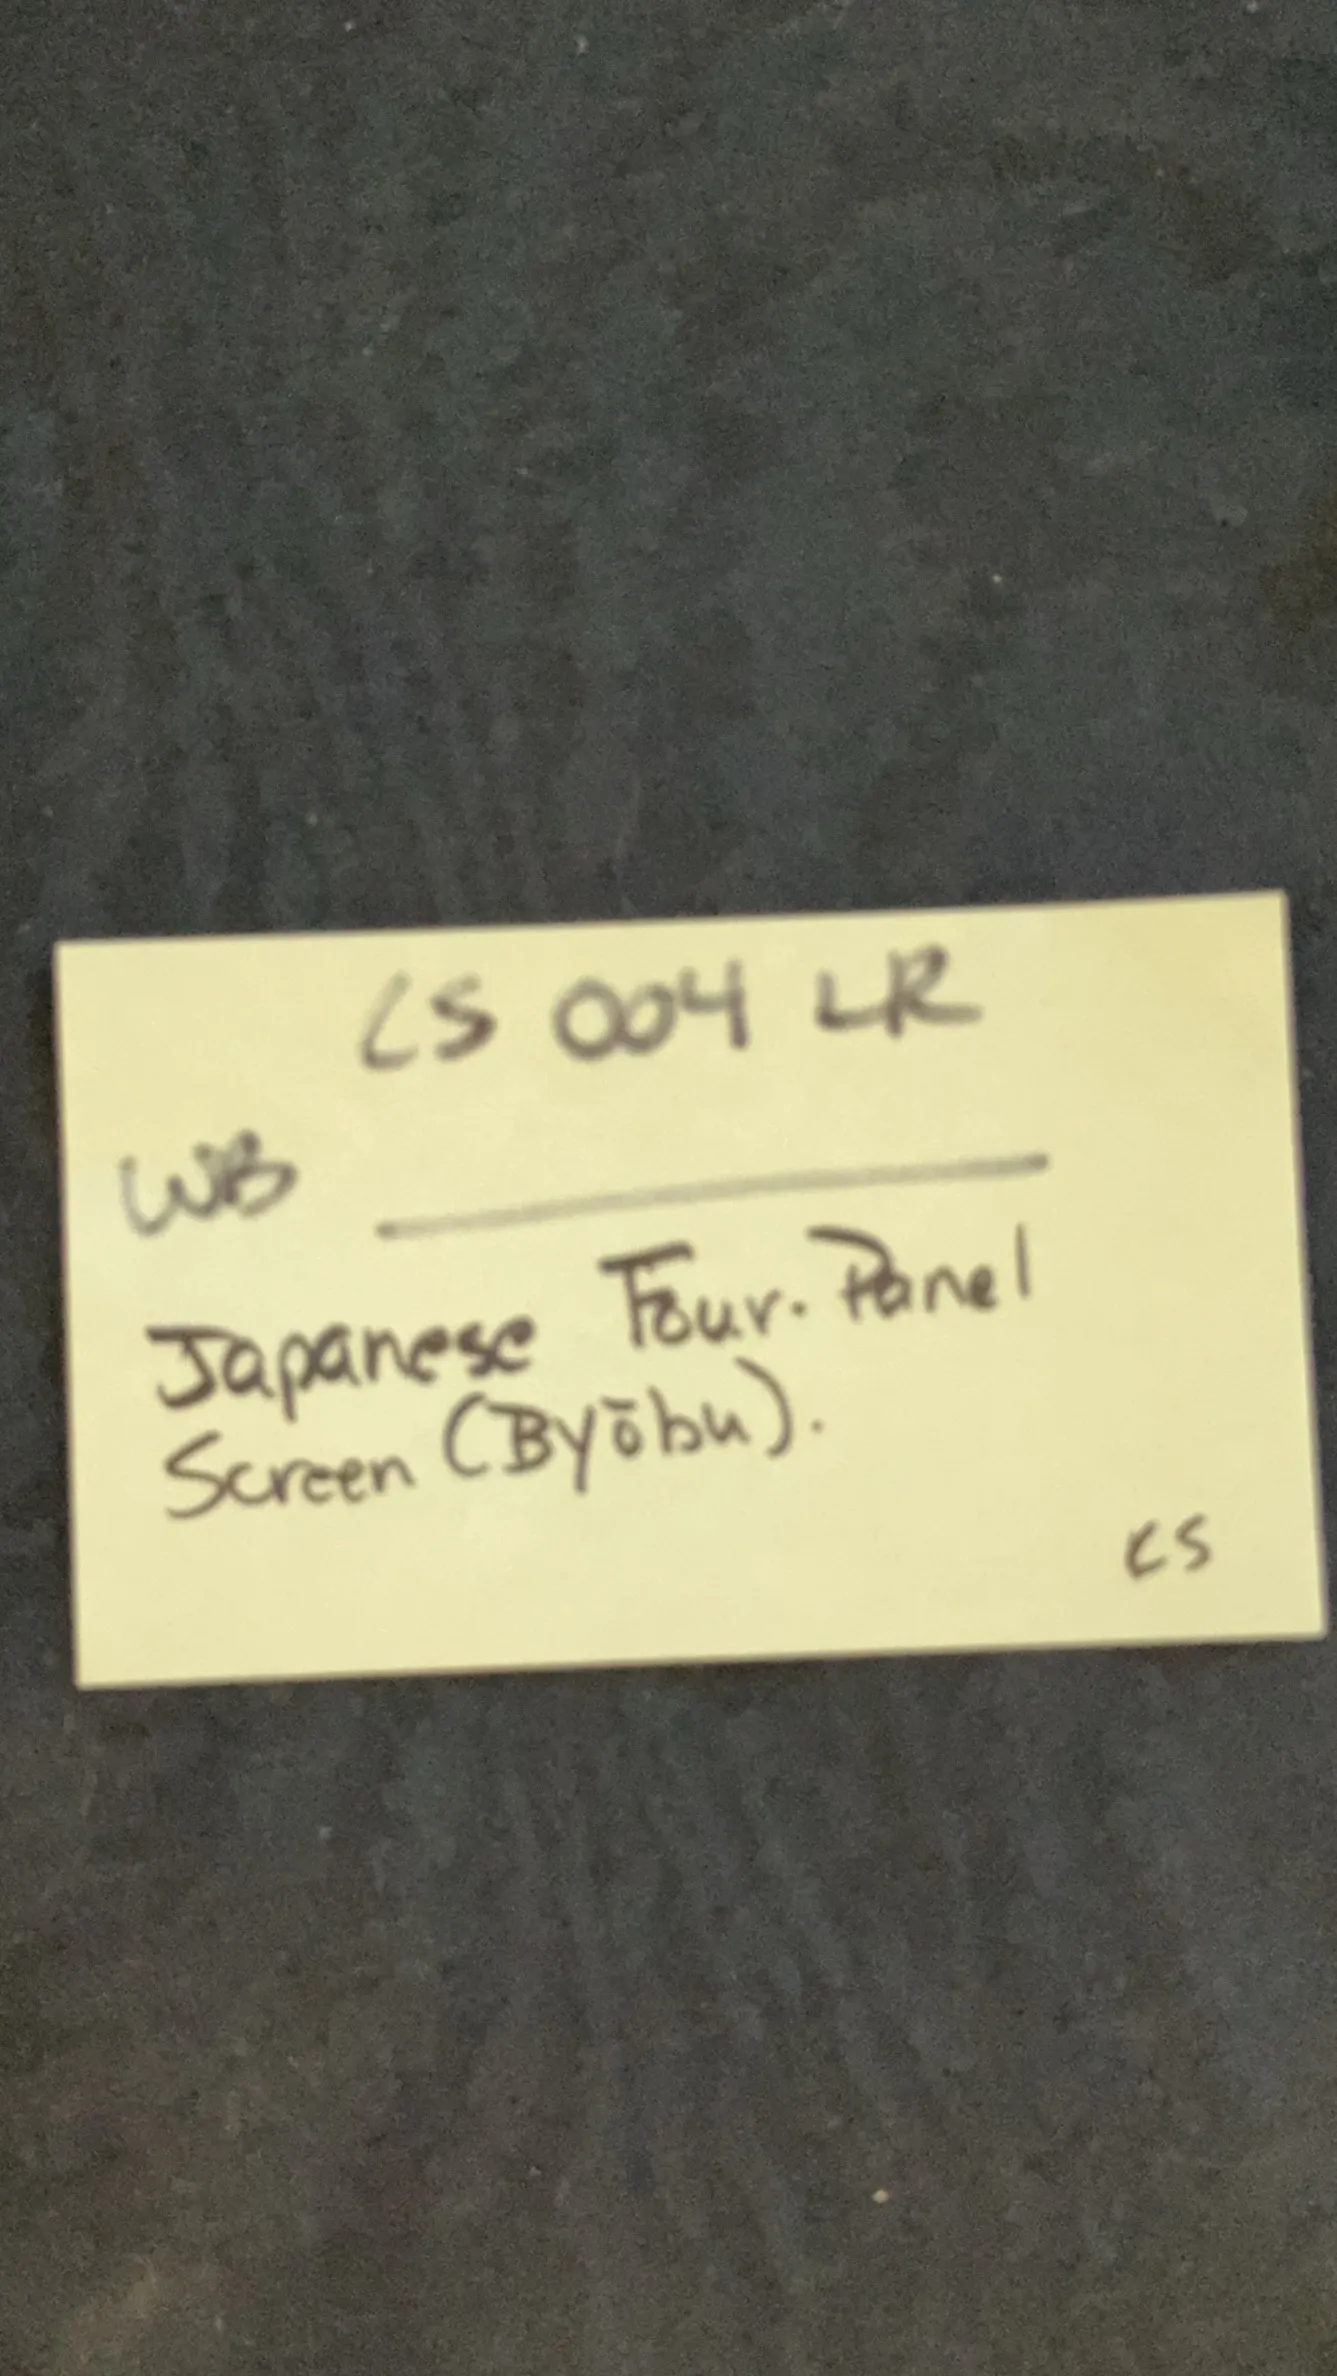 CS 004 LR
WB
Japanese Four-Panel
Screen (Byōbu).
CS